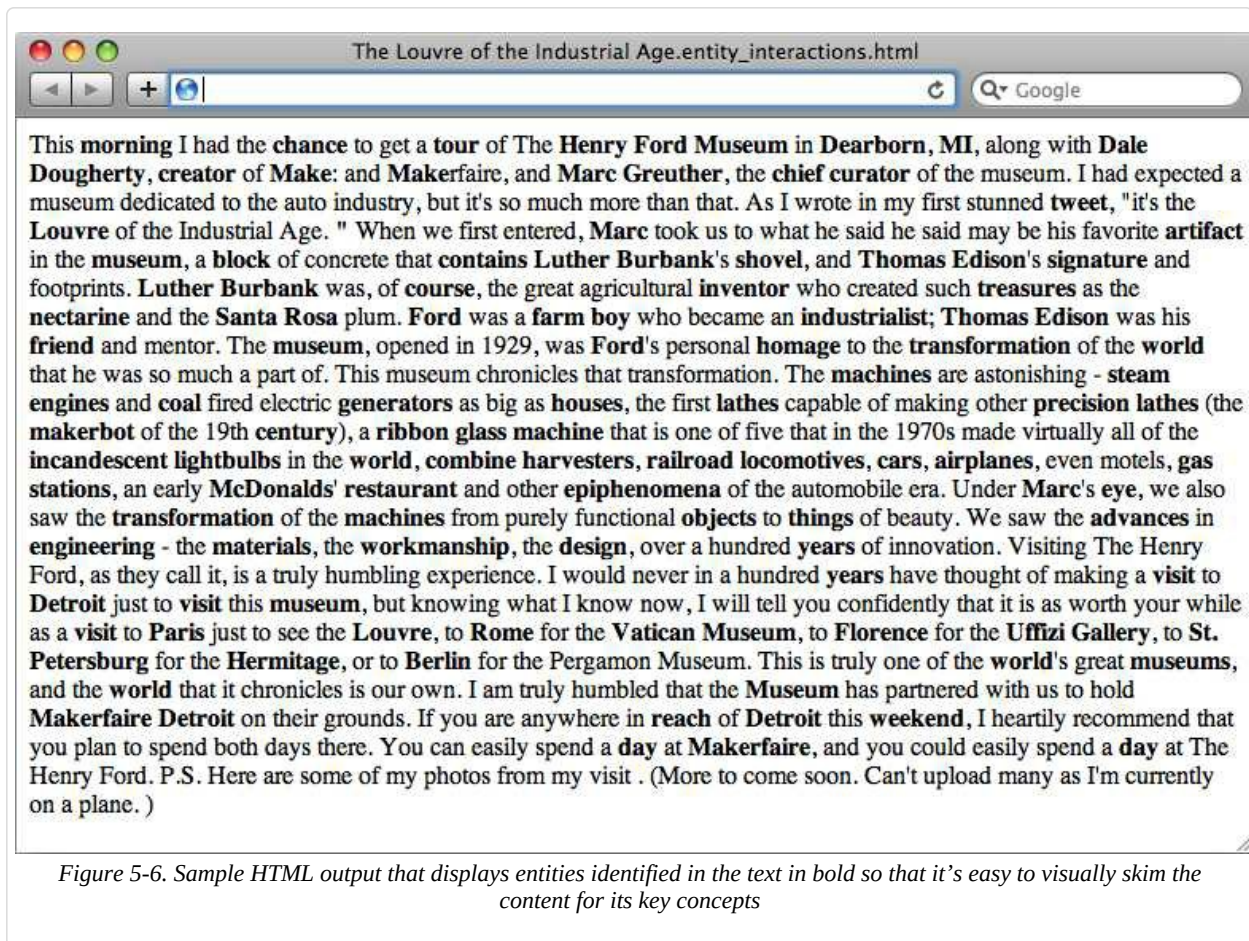 The Louvre of the Industrial Age.entity_interactions.html
+
Google
This morning I had the chance to get a tour of The Henry Ford Museum in Dearborn, MI, along with Dale
Dougherty, creator of Make: and Makerfaire, and Marc Greuther, the chief curator of the museum. I had expected a
museum dedicated to the auto industry, but it's so much more than that. As I wrote in my first stunned tweet, "it's the
Louvre of the Industrial Age. " When we first entered, Marc took us to what he said he said may be his favorite artifact
in the museum, a block of concrete that contains Luther Burbank's shovel, and Thomas Edison's signature and
footprints. Luther Burbank was, of course, the great agricultural inventor who created such treasures as the
nectarine and the Santa Rosa plum. Ford was a farm boy who became an industrialist; Thomas Edison was his
friend and mentor. The museum, opened in 1929, was Ford's personal homage to the transformation of the world
that he was so much a part of. This museum chronicles that transformation. The machines are astonishing - steam
engines and coal fired electric generators as big as houses, the first lathes capable of making other precision lathes (the
makerbot of the 19th century), a ribbon glass machine that is one of five that in the 1970s made virtually all of the
incandescent lightbulbs in the world, combine harvesters, railroad locomotives, cars, airplanes, even motels, gas
stations, an early McDonalds' restaurant and other epiphenomena of the automobile era. Under Marc's eye, we also
saw the transformation of the machines from purely functional objects to things of beauty. We saw the advances in
engineering - the materials, the workmanship, the design, over a hundred years of innovation. Visiting The Henry
Ford, as they call it, is a truly humbling experience. I would never in a hundred years have thought of making a visit to
Detroit just to visit this museum, but knowing what I know now, I will tell you confidently that it is as worth your while
as a visit to Paris just to see the Louvre, to Rome for the Vatican Museum, to Florence for the Uffizi Gallery, to St.
Petersburg for the Hermitage, or to Berlin for the Pergamon Museum. This is truly one of the world's great museums,
and the world that it chronicles is our own. I am truly humbled that the Museum has partnered with us to hold
Makerfaire Detroit on their grounds. If you are anywhere in reach of Detroit this weekend, I heartily recommend that
you plan to spend both days there. You can easily spend a day at Makerfaire, and you could easily spend a day at The
Henry Ford. P.S. Here are some of my photos from my visit . (More to come soon. Can't upload many as I'm currently
on a plane. )
Figure 5-6. Sample HTML output that displays entities identified in the text in bold so that it’s easy to visually skim the
content for its key concepts